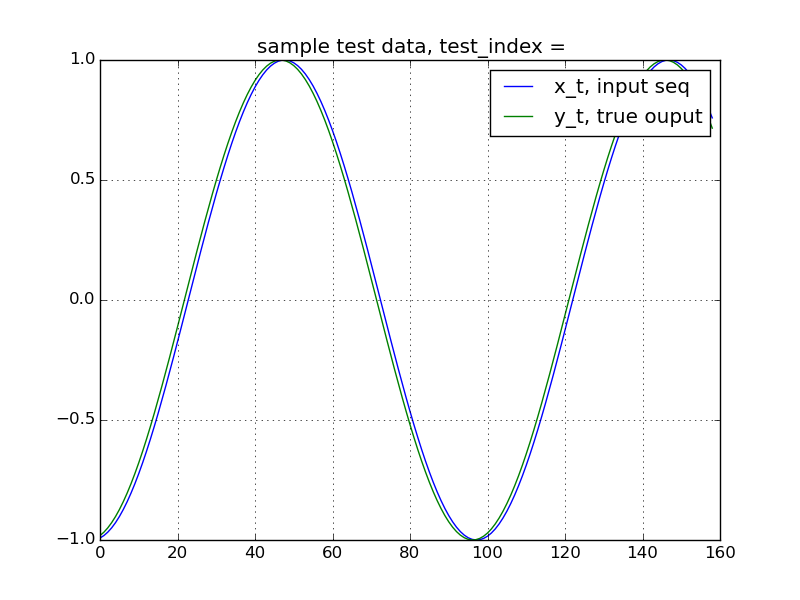 sample test data, test_index =
x_t, input seq
y_t, true ouput
1.0
0.5
0.0
−0.5
−1.0
0 20 40 60 80 100 120 140 160